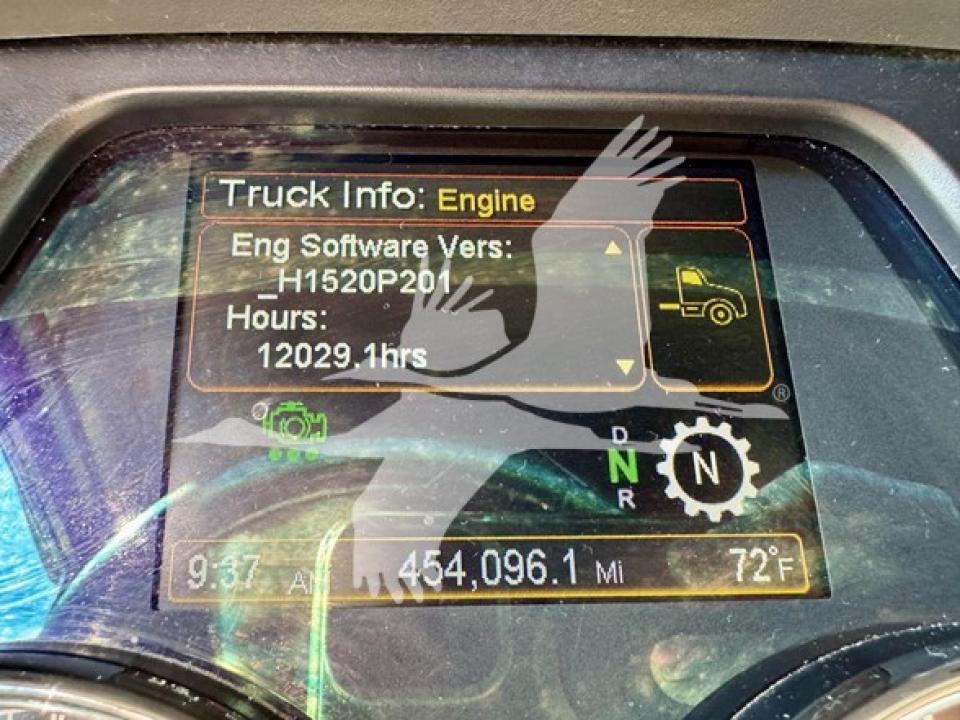 Truck Info: Engine
Eng Software Vers:
_H1520P201
Hours:
12029.1hrs
®
D
N
R
N
9:37 AM 454,096.1 Mi 72°F